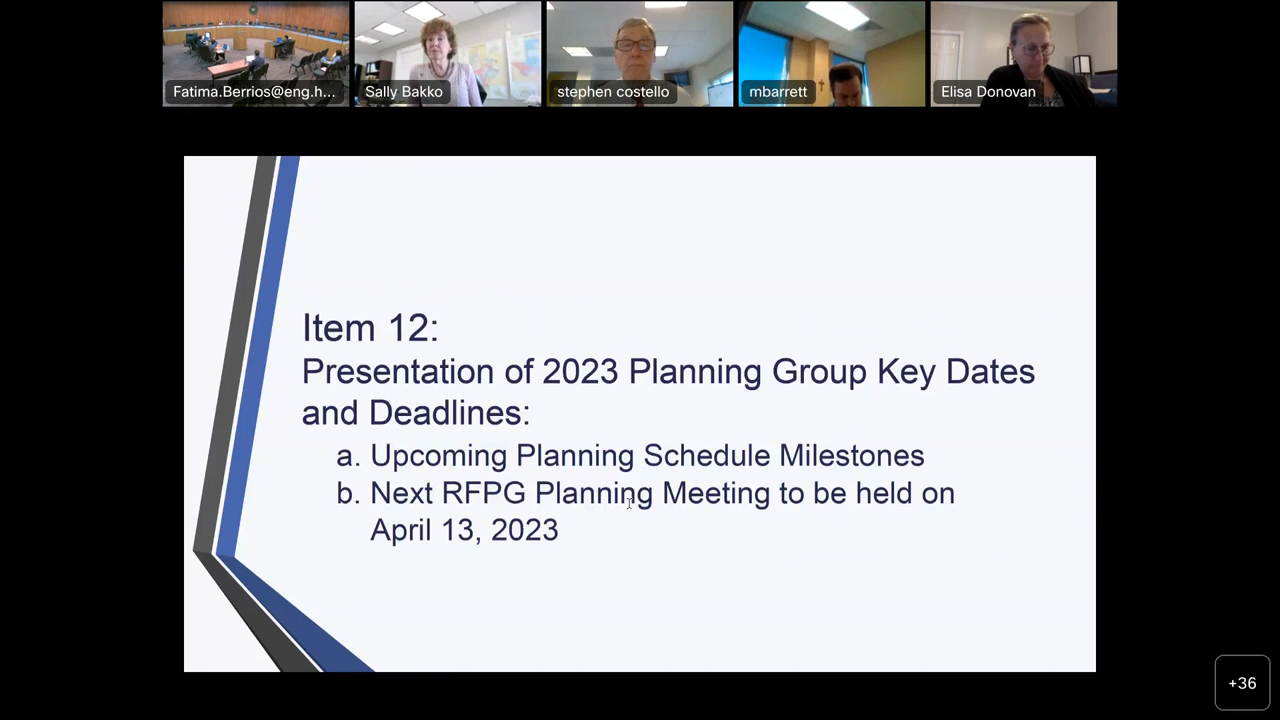 Fatima.Berrios@eng.h...
Sally Bakko
stephen costello
mbarrett
Elisa Donovan
Item 12:
Presentation of 2023 Planning Group Key Dates
and Deadlines:
a. Upcoming Planning Schedule Milestones
b. Next RFPG Planning Meeting to be held on
April 13, 2023
+36